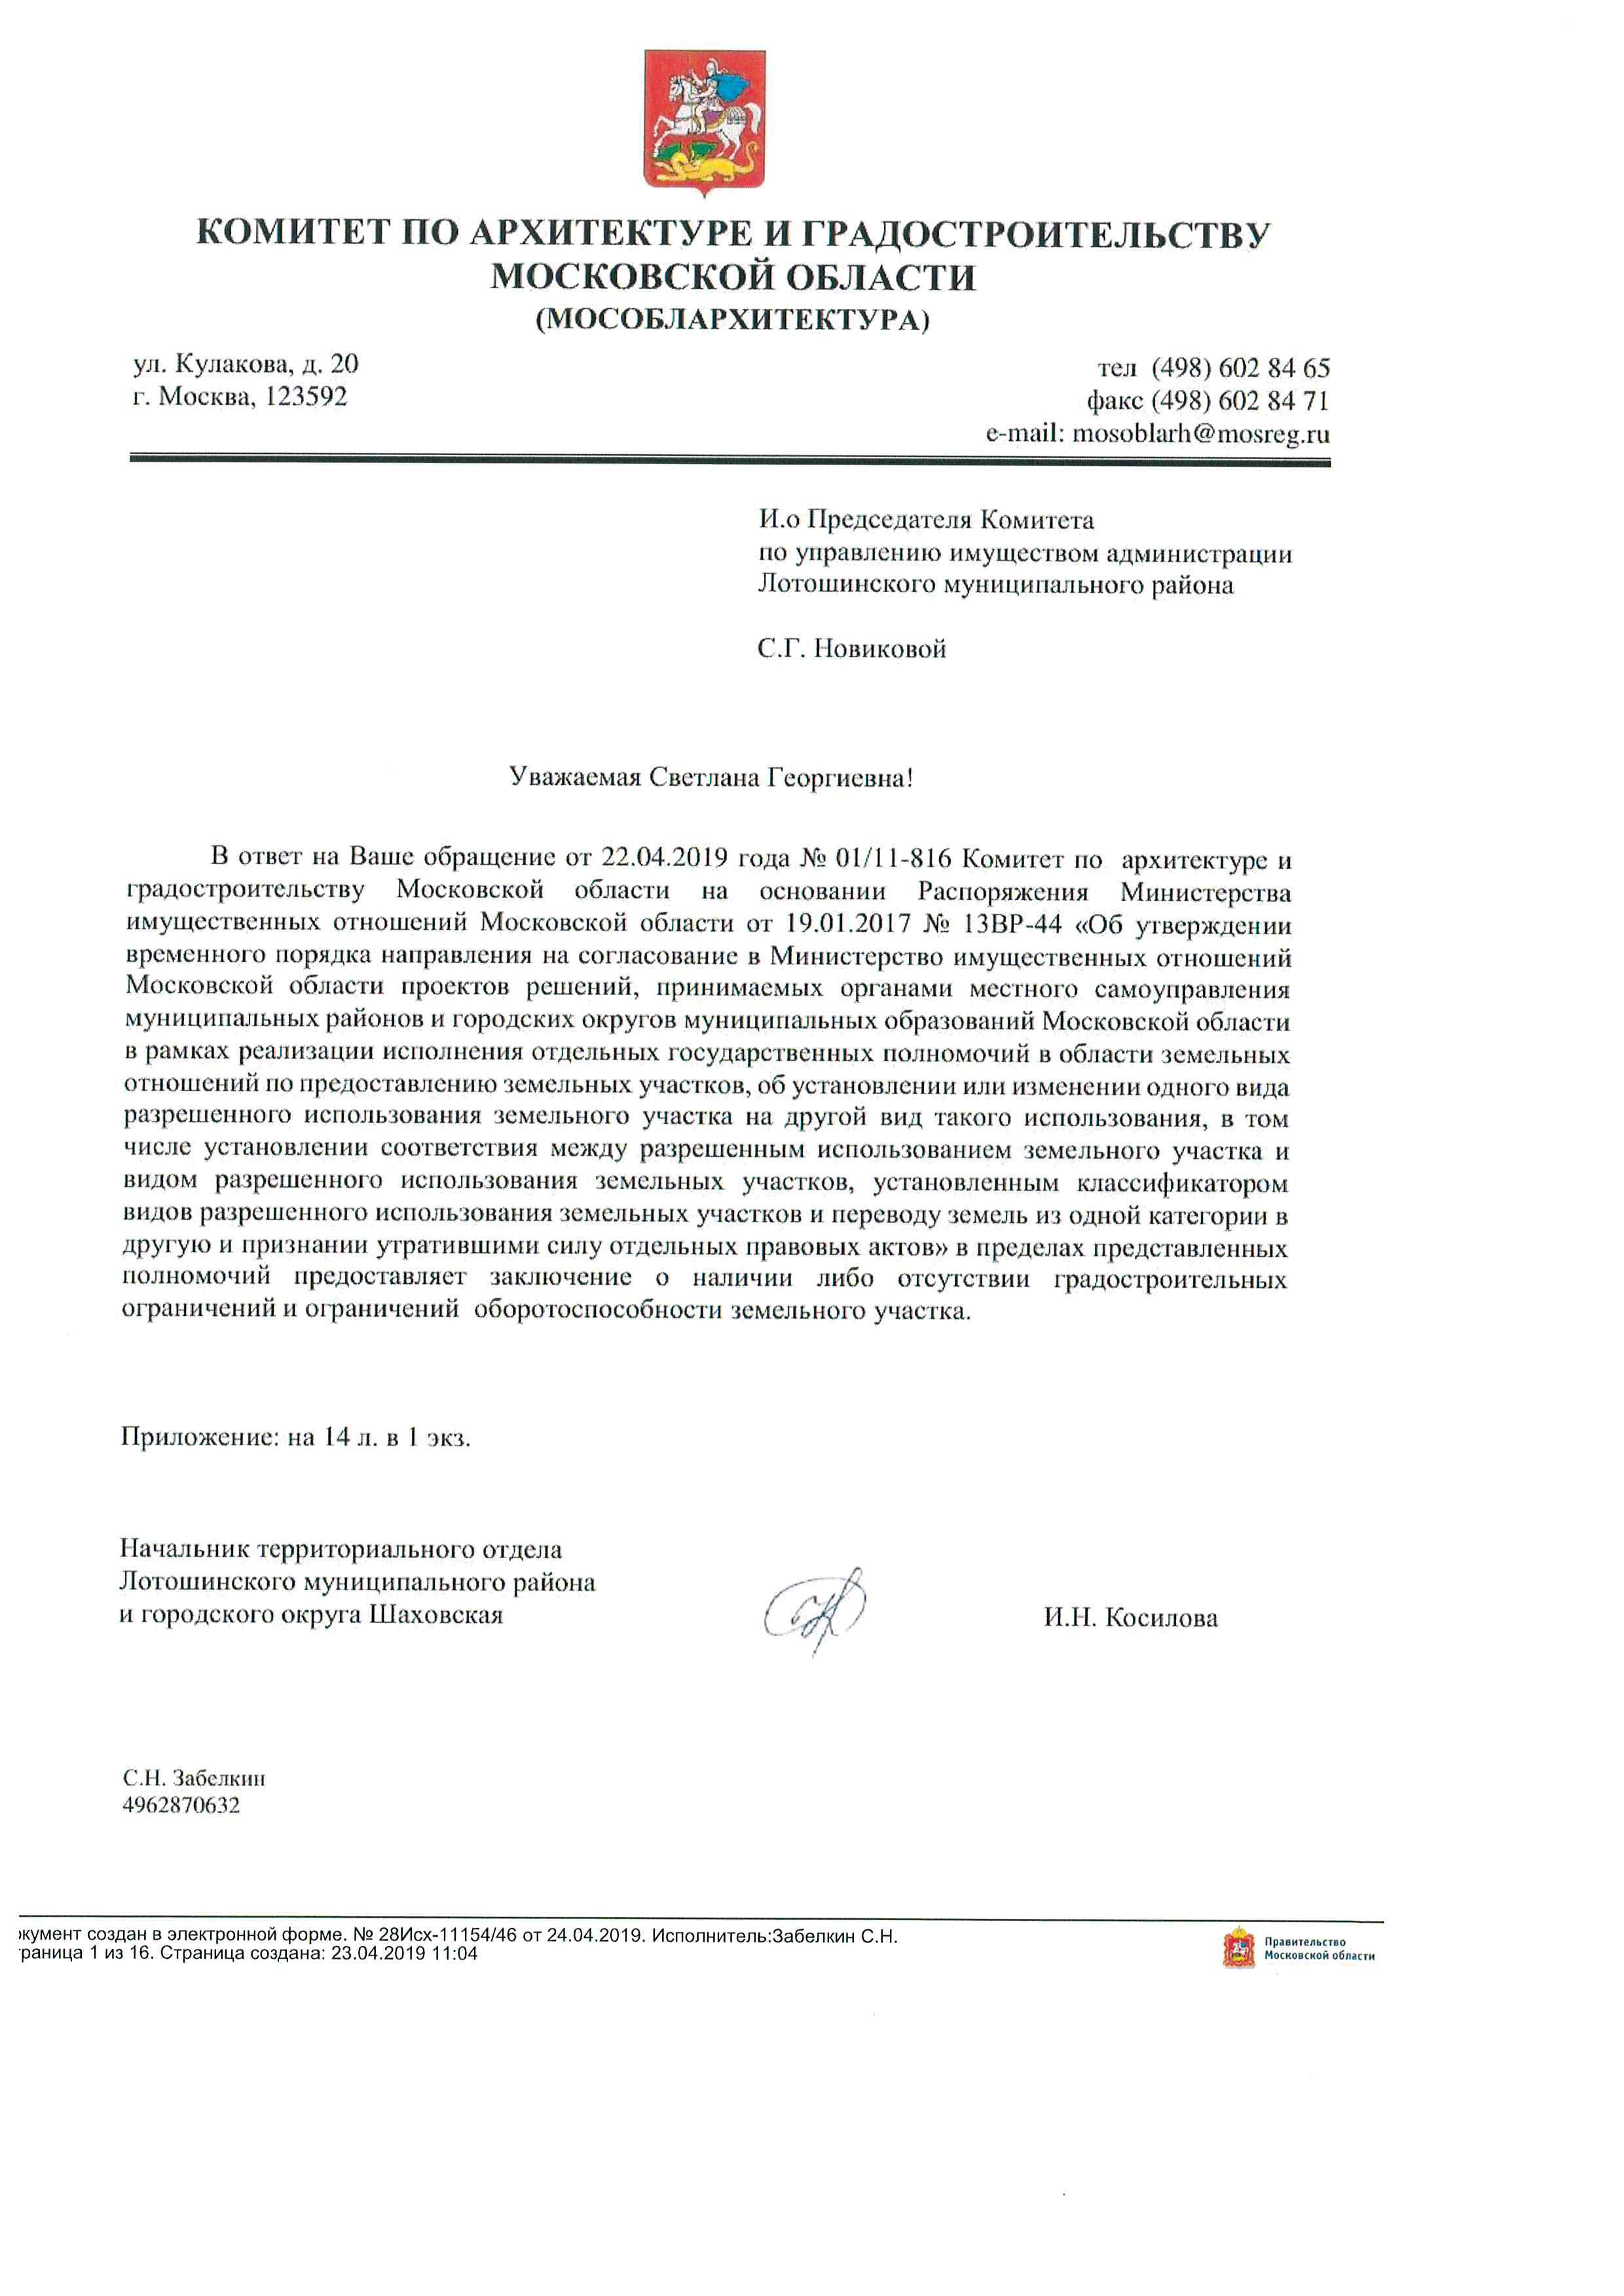 КОМИТЕТ ПО АРХИТЕКТУРЕ И ГРАДОСТРОИТЕЛЬСТВУ
МОСКОВСКОЙ ОБЛАСТИ
(МОСОБЛАРХИТЕКТУРА)
ул. Кулакова, д. 20
г. Москва, 123592
тел (498) 602 84 65
факс (498) 602 84 71
e-mail: mosoblarh@mosreg.ru
И.о Председателя Комитета
по управлению имуществом администрации
Лотошинского муниципального района
С.Г. Новиковой
Уважаемая Светлана Георгиевна!
В ответ на Ваше обращение от 22.04.2019 года № 01/11-816 Комитет по архитектуре и
градостроительству Московской области на основании Распоряжения Министерства
имущественных отношений Московской области от 19.01.2017 № 13ВР-44 «Об утверждении
временного порядка направления на согласование в Министерство имущественных отношений
Московской области проектов решений, принимаемых органами местного самоуправления
муниципальных районов и городских округов муниципальных образований Московской области
в рамках реализации исполнения отдельных государственных полномочий в области земельных
отношений по предоставлению земельных участков, об установлении или изменении одного вида
разрешенного использования земельного участка на другой вид такого использования, в том
числе установлении соответствия между разрешенным использованием земельного участка и
видом разрешенного использования земельных участков, установленным классификатором
видов разрешенного использования земельных участков и переводу земель из одной категории в
другую и признании утратившими силу отдельных правовых актов» в пределах представленных
полномочий предоставляет заключение о наличии либо отсутствии градостроительных
ограничений и ограничений оборотоспособности земельного участка.
Приложение: на 14 л. в 1 экз.
Начальник территориального отдела
Лотошинского муниципального района
и городского округа Шаховская
И.Н. Косилова
С.Н. Забелкин
4962870632
кумент создан в электронной форме. № 28Исх-11154/46 от 24.04.2019. Исполнитель:Забелкин С.Н.
раница 1 из 16. Страница создана: 23.04.2019 11:04
Правительство
Московской области